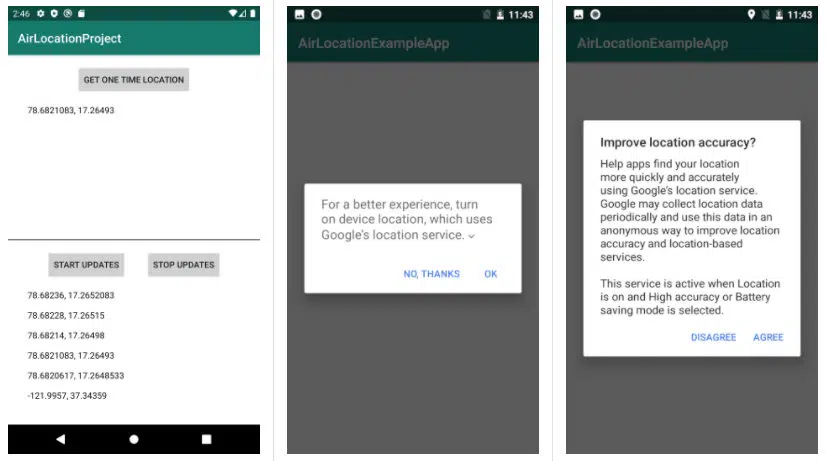 2:46
AirLocationProject
GET ONE TIME LOCATION
78.6821083, 17.26493
START UPDATES STOP UPDATES
78.68236, 17.2652083
78.68228, 17.26515
78.68214, 17.26498
78.6821083, 17.26493
78.6820617, 17.2648533
-121.9957, 37.34359
11:43
AirLocationExampleApp
For a better experience, turn
on device location, which uses
Google's location service.
NO, THANKS OK
11:43
AirLocationExampleApp
Improve location accuracy?
Help apps find your location
more quickly and accurately
using Google's location service.
Google may collect location data
periodically and use this data in an
anonymous way to improve location
accuracy and location-based
services.
This service is active when Location
is on and High accuracy or Battery
saving mode is selected.
DISAGREE AGREE